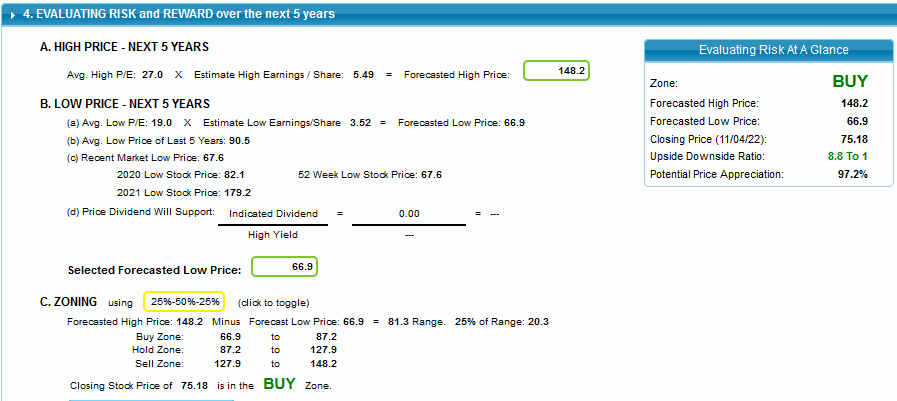 4. EVALUATING RISK and REWARD over the next 5 years
A. HIGH PRICE - NEXT 5 YEARS
Avg. High P/E: 27.0 X Estimate High Earnings / Share: 5.49 = Forecasted High Price: 148.2
B. LOW PRICE - NEXT 5 YEARS
(a) Avg. Low P/E: 19.0 X Estimate Low Earnings/Share 3.52 = Forecasted Low Price: 66.9
(b) Avg. Low Price of Last 5 Years: 90.5
(c) Recent Market Low Price: 67.6
2020 Low Stock Price: 82.1 52 Week Low Stock Price: 67.6
2021 Low Stock Price: 179.2
(d) Price Dividend Will Support: Indicated Dividend = 0.00 = ---
High Yield ---
Selected Forecasted Low Price: 66.9
C. ZONING using 25%-50%-25% (click to toggle)
Forecasted High Price: 148.2 Minus Forecast Low Price: 66.9 = 81.3 Range. 25% of Range: 20.3
Buy Zone: 66.9 to 87.2
Hold Zone: 87.2 to 127.9
Sell Zone: 127.9 to 148.2
Closing Stock Price of 75.18 is in the BUY Zone.
Evaluating Risk At A Glance
Zone: BUY
Forecasted High Price: 148.2
Forecasted Low Price: 66.9
Closing Price (11/04/22): 75.18
Upside Downside Ratio: 8.8 To 1
Potential Price Appreciation: 97.2%